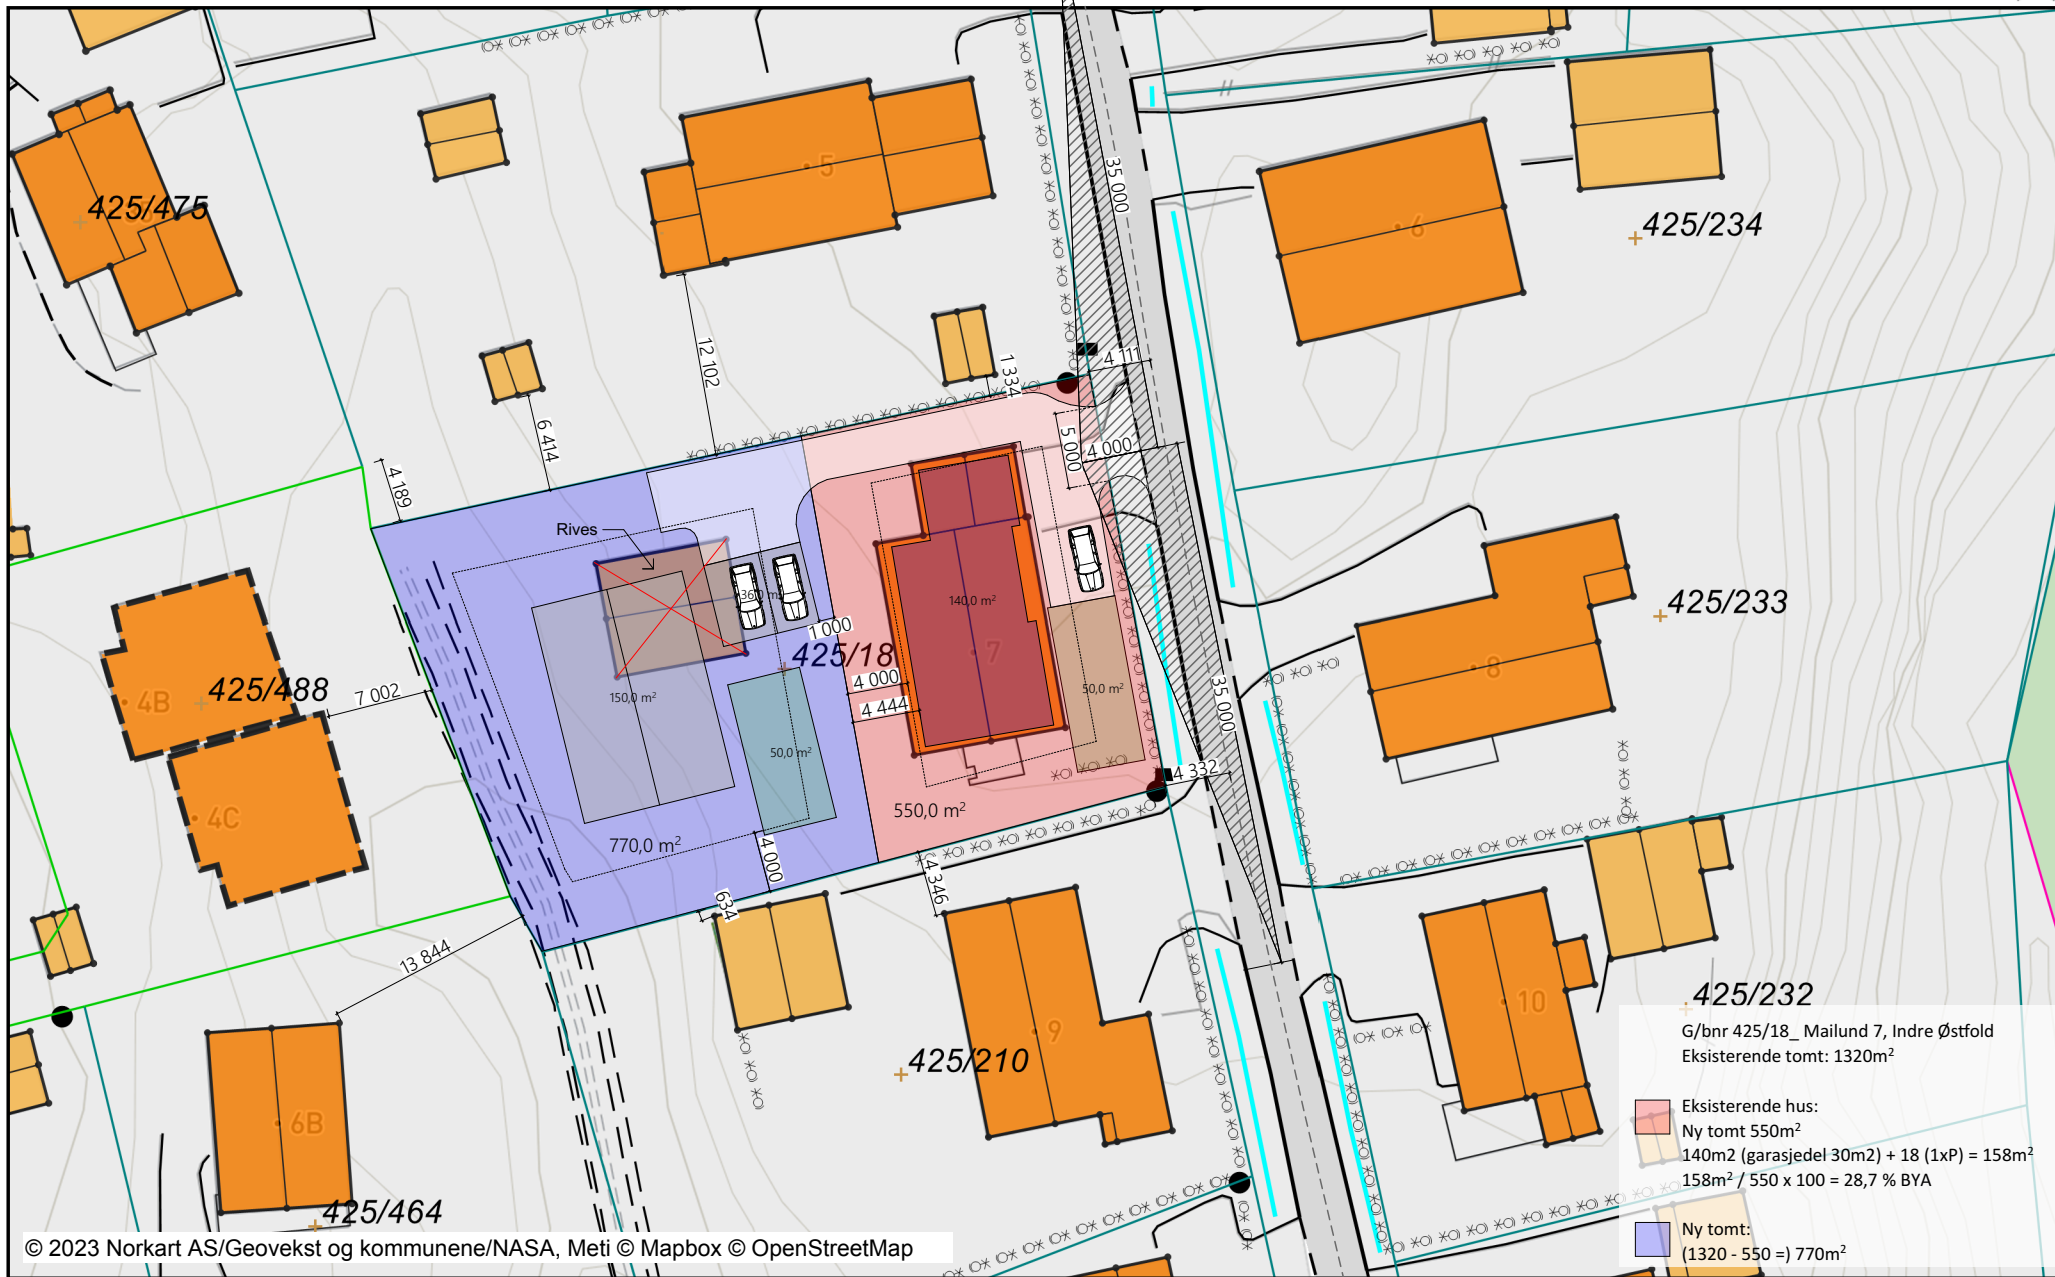 5
425/475
6
425/234
35 000
4 111
1 334
12 102
6 414
4 189
5 000
4 000
Rives
36,0 m²
140,0 m²
1 000
425/18
7
4 000
4 444
150,0 m²
50,0 m²
50,0 m²
770,0 m²
550,0 m²
4 000
634
4 346
4 332
35 000
425/233
8
4B
425/488
7 002
4C
13 844
6B
425/464
425/210
9
10
425/232
G/bnr 425/18_ Mailund 7, Indre Østfold
Eksisterende tomt: 1320m²
Eksisterende hus:
Ny tomt 550m²
140m2 (garasjedel 30m2) + 18 (1xP) = 158m²
158m² / 550 x 100 = 28,7 % BYA
Ny tomt:
(1320 - 550 =) 770m²
© 2023 Norkart AS/Geovekst og kommunene/NASA, Meti © Mapbox © OpenStreetMap